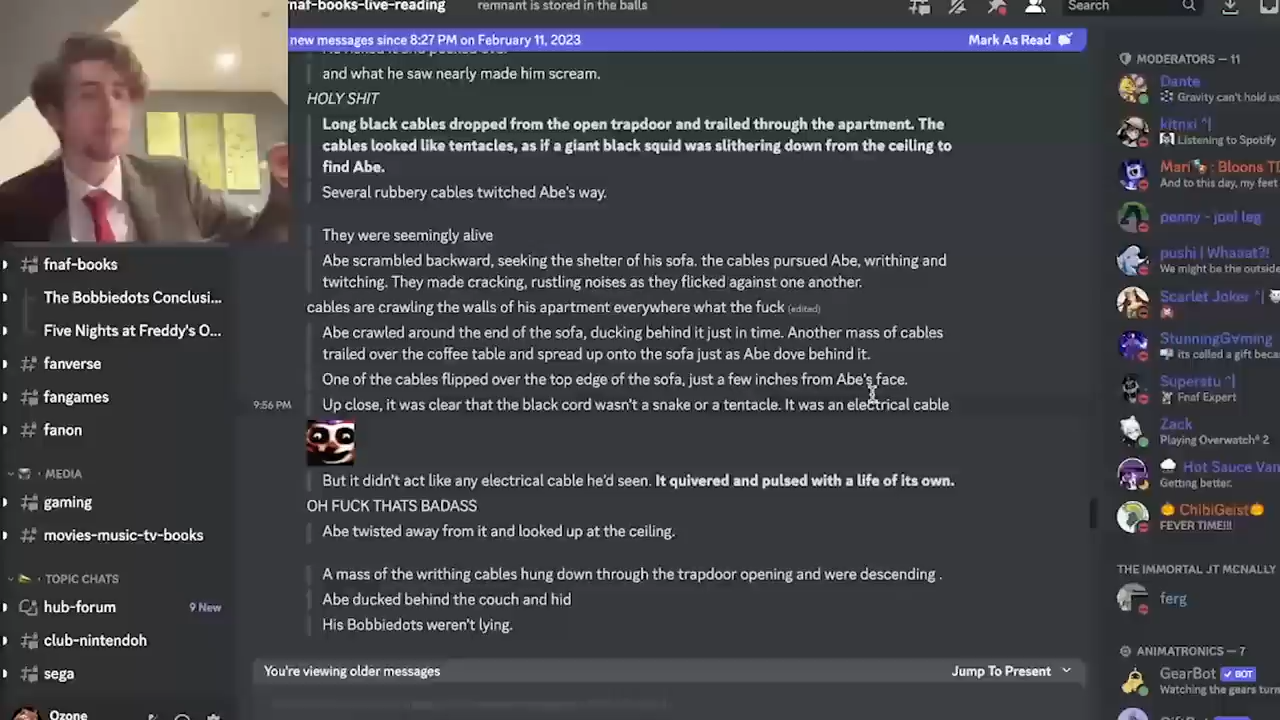 fnaf-books-live-reading
remnant is stored in the balls
Search
new messages since 8:27 PM on February 11, 2023
Mark As Read
and what he saw nearly made him scream.
HOLY SHIT
Long black cables dropped from the open trapdoor and trailed through the apartment. The
cables looked like tentacles, as if a giant black squid was slithering down from the ceiling to
find Abe.
Several rubbery cables twitched Abe's way.
They were seemingly alive
Abe scrambled backward, seeking the shelter of his sofa. the cables pursued Abe, writhing and
twitching. They made cracking, rustling noises as they flicked against one another.
cables are crawling the walls of his apartment everywhere what the fuck (edited)
Abe crawled around the end of the sofa, ducking behind it just in time. Another mass of cables
trailed over the coffee table and spread up onto the sofa just as Abe dove behind it.
One of the cables flipped over the top edge of the sofa, just a few inches from Abe's face.
9:56 PM
Up close, it was clear that the black cord wasn't a snake or a tentacle. It was an electrical cable
But it didn't act like any electrical cable he'd seen. It quivered and pulsed with a life of its own.
OH FUCK THATS BADASS
Abe twisted away from it and looked up at the ceiling.
A mass of the writhing cables hung down through the trapdoor opening and were descending .
Abe ducked behind the couch and hid
His Bobbiedots weren't lying.
You're viewing older messages
Jump To Present
fnaf-books
The Bobbiedots Conclusi...
Five Nights at Freddy's O...
fanverse
fangames
fanon
MEDIA
gaming
movies-music-tv-books
TOPIC CHATS
hub-forum
9 New
club-nintendoh
sega
Ozone
MODERATORS — 11
Dante
Gravity can't hold us
kitnxi ^|
Listening to Spotify
Mari : Bloons TD
And to this day, my feet
penny - jool leg
pushi | Whaaat?!
We might be the outside
Scarlet Joker ^|
StunningG∀ming
its called a gift beca
Superstu ^|
Fnaf Expert
Zack
Playing Overwatch® 2
Hot Sauce Van
Getting better.
ChibiGeist
FEVER TIME!!!
THE IMMORTAL JT MCNALLY
ferg
ANIMATRONICS — 7
GearBot
BOT
Watching the gears turn